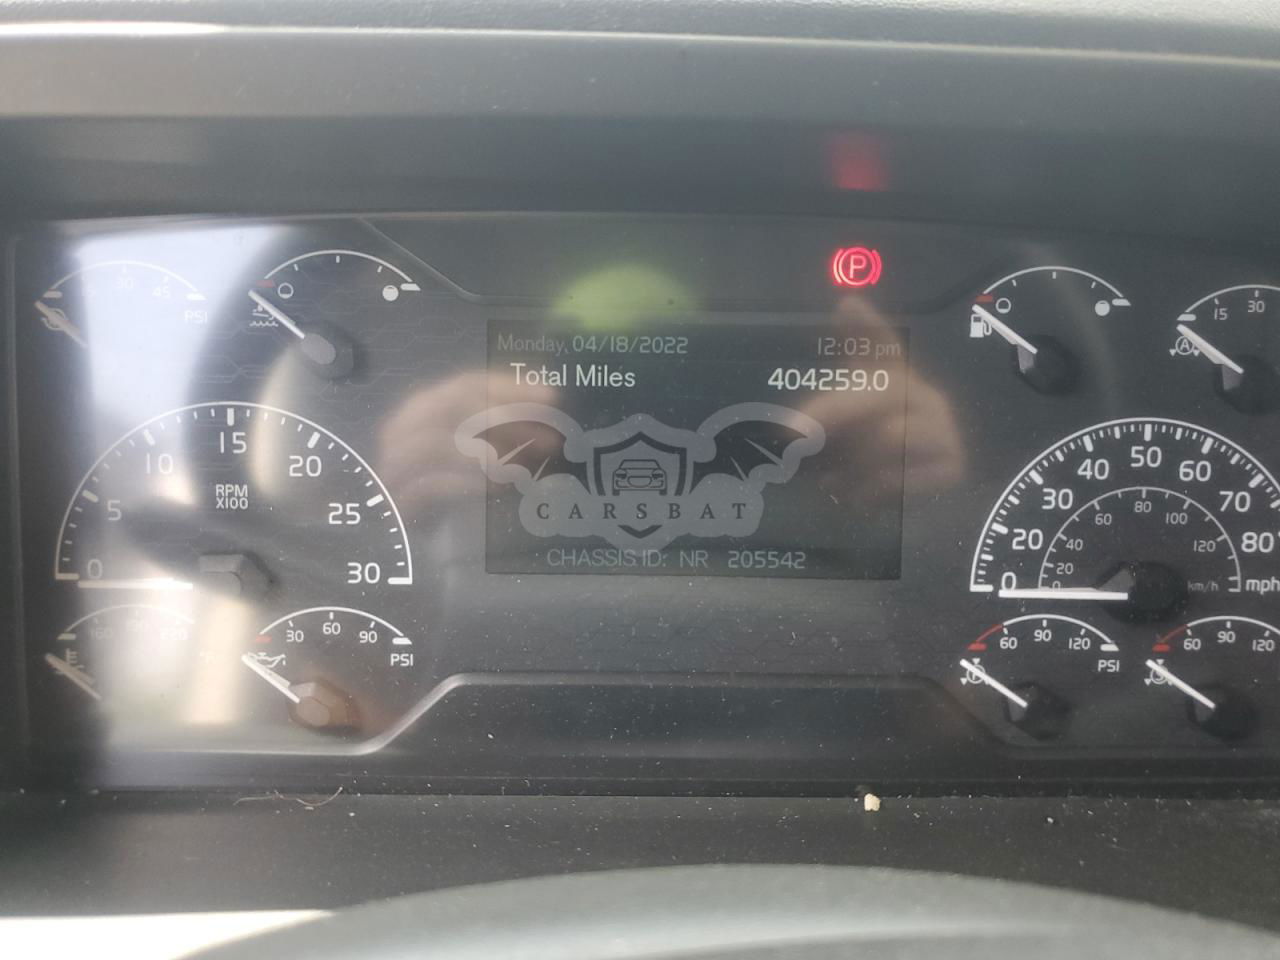 Monday, 04/18/2022 12:03 pm
Total Miles 404259.0
CARSBAT
CHASSIS ID: NR 205542
30 45
PSI
15 30
0 5 10 15 20 25 30
RPM
X100
0 20 30 40 50 60 70 80
mph
0 20 40 60 80 100 120
km/h
160 220
30 60 90
PSI
60 90 120
PSI
60 90 120
P
A